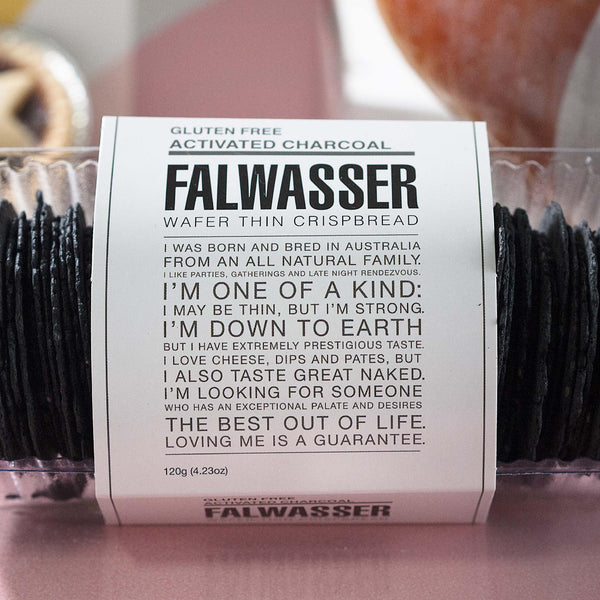 GLUTEN FREE
ACTIVATED CHARCOAL
FALWASSER
WAFER THIN CRISPBREAD
I WAS BORN AND BRED IN AUSTRALIA
FROM AN ALL NATURAL FAMILY.
I LIKE PARTIES, GATHERINGS AND LATE NIGHT RENDEZVOUS.
I'M ONE OF A KIND:
I MAY BE THIN, BUT I'M STRONG.
I'M DOWN TO EARTH
BUT I HAVE EXTREMELY PRESTIGIOUS TASTE.
I LOVE CHEESE, DIPS AND PATES, BUT
I ALSO TASTE GREAT NAKED.
I'M LOOKING FOR SOMEONE
WHO HAS AN EXCEPTIONAL PALATE AND DESIRES
THE BEST OUT OF LIFE.
LOVING ME IS A GUARANTEE.
120g (4.23oz)
GLUTEN FREE
ACTIVATED CHARCOAL
FALWASSER